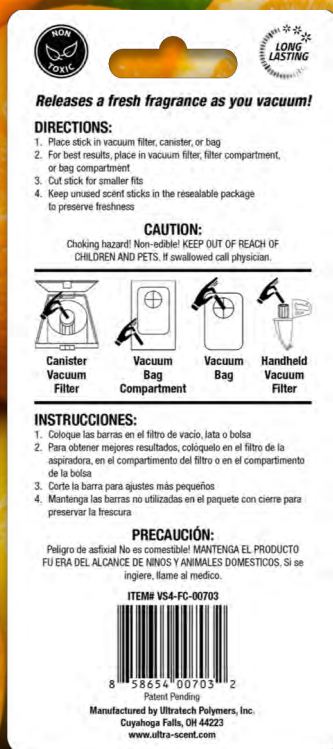 NON
TOXIC
LONG
LASTING
Releases a fresh fragrance as you vacuum!
DIRECTIONS:
1. Place stick in vacuum filter, canister, or bag
2. For best results, place in vacuum filter, filter compartment,
or bag compartment
3. Cut stick for smaller fits
4. Keep unused scent sticks in the resealable package
to preserve freshness
CAUTION:
Choking hazard! Non-edible! KEEP OUT OF REACH OF
CHILDREN AND PETS. If swallowed call physician.
Canister
Vacuum
Filter
Vacuum
Bag
Compartment
Vacuum
Bag
Handheld
Vacuum
Filter
INSTRUCCIONES:
1. Coloque las barras en el filtro de vacío, lata o bolsa
2. Para obtener mejores resultados, colóquelo en el filtro de la
aspiradora, en el compartimento del filtro o en el compartimento
de la bolsa
3. Corte la barra para ajustes más pequeños
4. Mantenga las barras no utilizadas en el paquete con cierre para
preservar la frescura
PRECAUCIÓN:
Peligro de asfixia! No es comestible! MANTENGA EL PRODUCTO
FU ERA DEL ALCANCE DE NINOS Y ANIMALES DOMESTICOS. Si se
ingiere, llame al medico.
ITEM# VS4-FC-00703
8 58654 00703 2
Patent Pending
Manufactured by Ultratech Polymers, Inc.
Cuyahoga Falls, OH 44223
www.ultra-scent.com